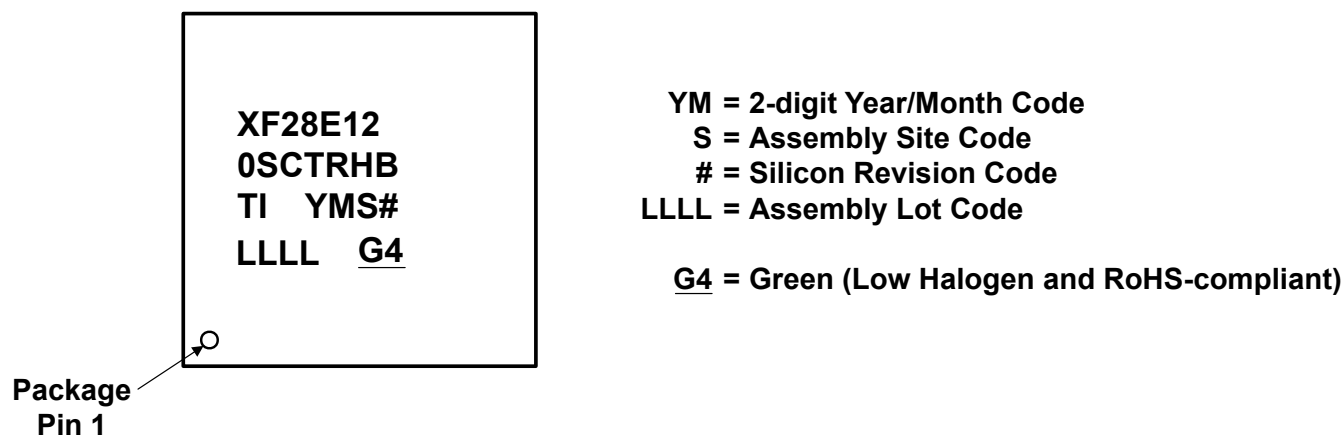 XF28E12
0SCTRHB
TI YMS#
LLLL G4
Package
Pin 1
YM = 2-digit Year/Month Code
S = Assembly Site Code
# = Silicon Revision Code
LLLL = Assembly Lot Code
G4 = Green (Low Halogen and RoHS-compliant)